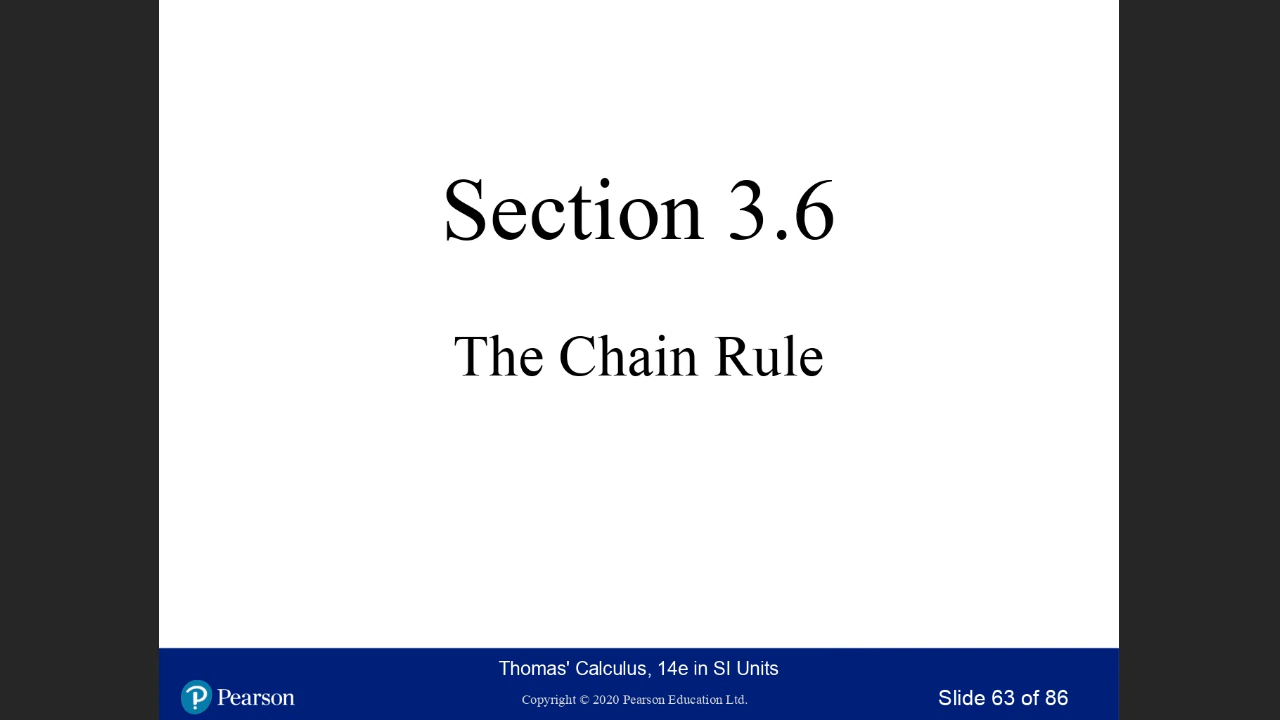 Section 3.6
The Chain Rule
Thomas' Calculus, 14e in SI Units
Pearson
Copyright © 2020 Pearson Education Ltd.
Slide 63 of 86